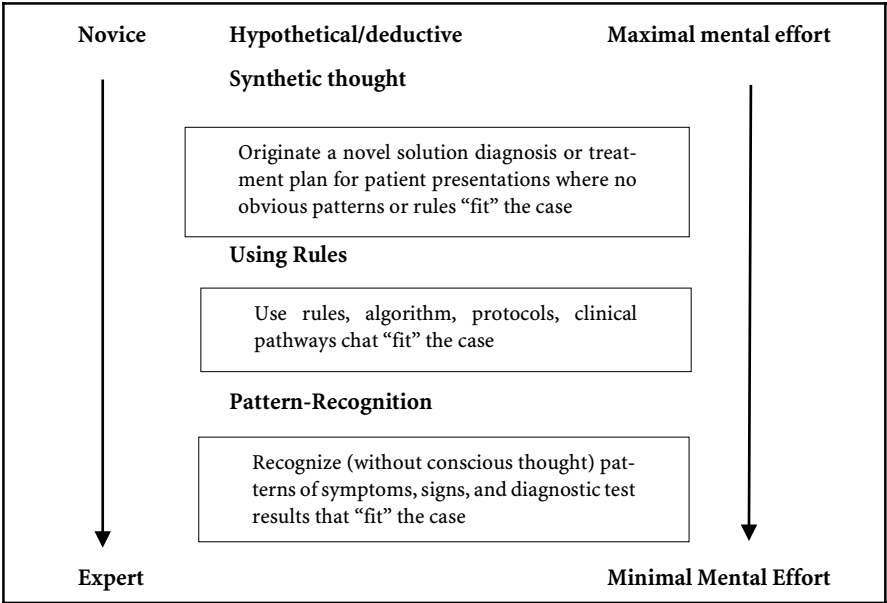 Novice Hypothetical/deductive Maximal mental effort
Synthetic thought
Originate a novel solution diagnosis or treat-
ment plan for patient presentations where no
obvious patterns or rules “fit” the case
Using Rules
Use rules, algorithm, protocols, clinical
pathways chat “fit” the case
Pattern-Recognition
Recognize (without conscious thought) pat-
terns of symptoms, signs, and diagnostic test
results that “fit” the case
Expert Minimal Mental Effort